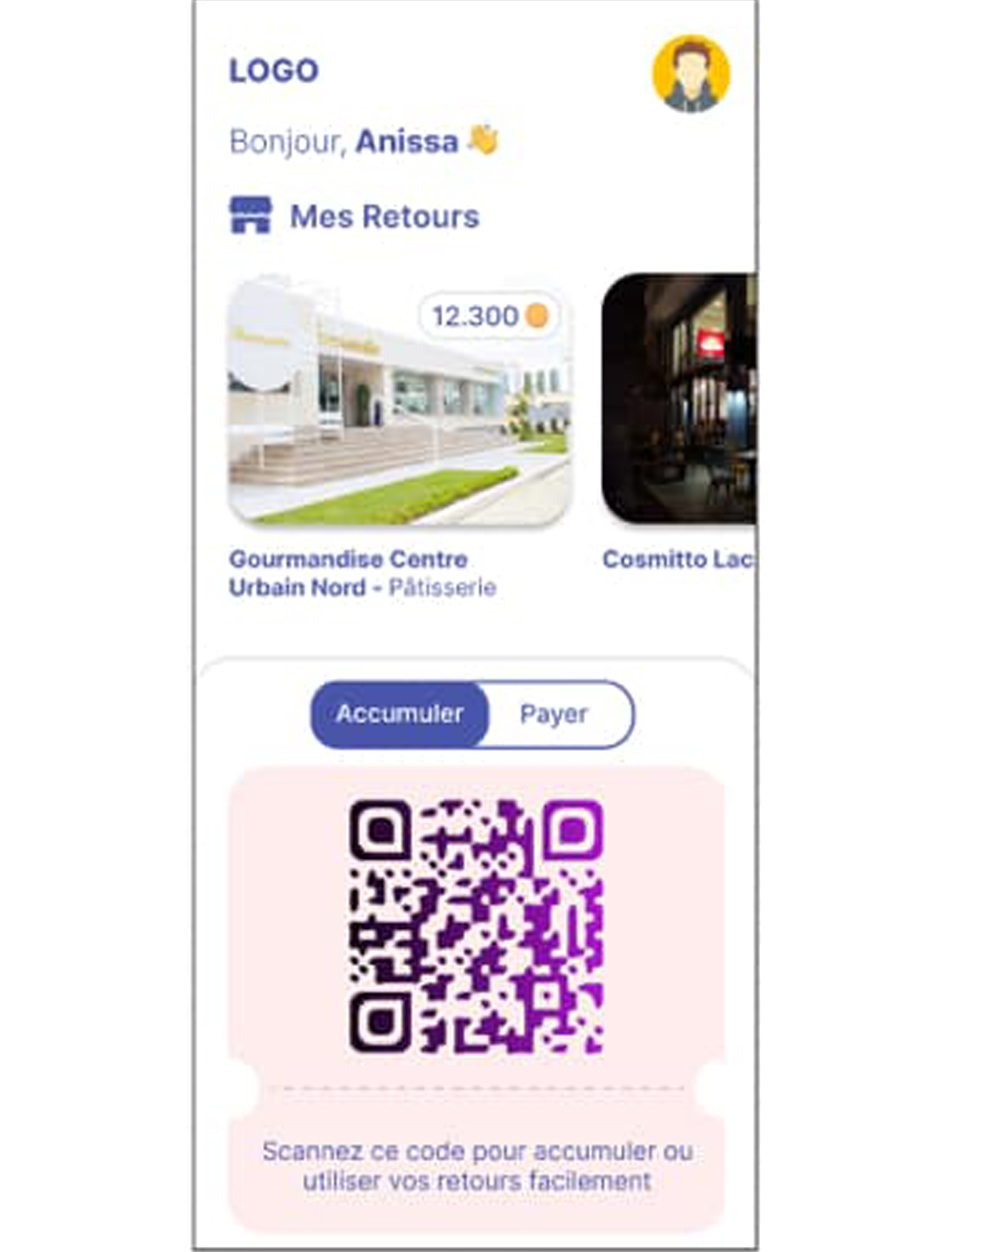 LOGO
Bonjour, Anissa 👋
Mes Retours
12.300
Gourmandise Centre
Urbain Nord - Pâtisserie
Cosmitto Lac
Accumuler
Payer
Scannez ce code pour accumuler ou
utiliser vos retours facilement